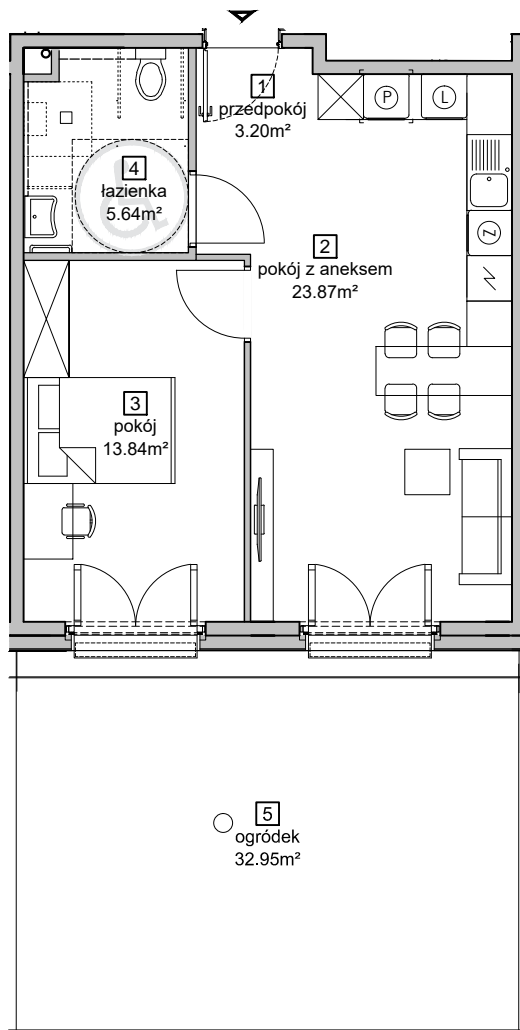 1
przedpokój
3.20m²
P
L
4
łazienka
5.64m²
2
pokój z aneksem
23.87m²
Z
3
pokój
13.84m²
5
ogródek
32.95m²